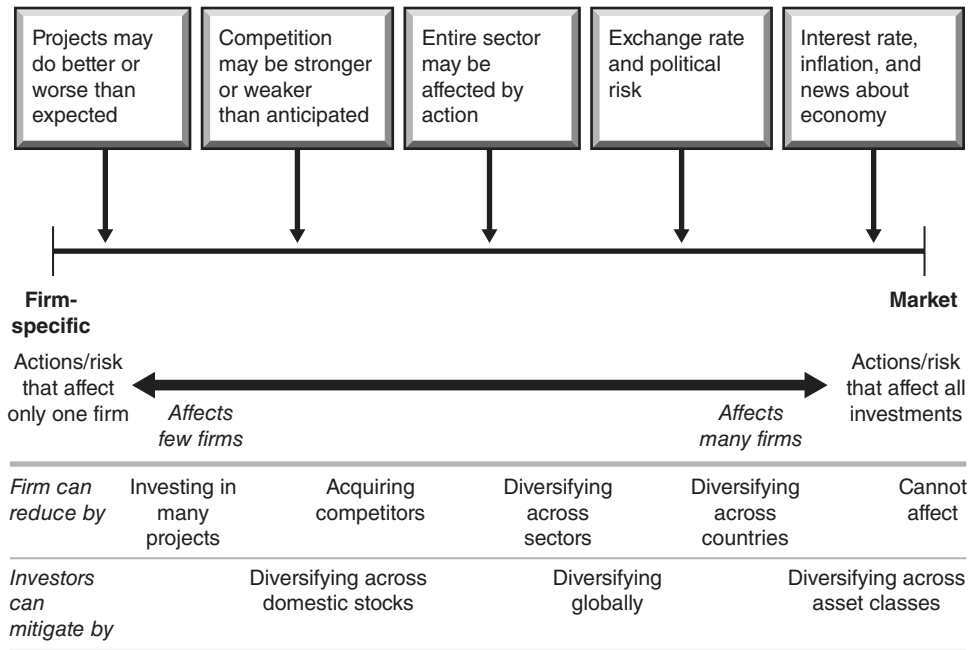 Projects may
do better or
worse than
expected
Competition
may be stronger
or weaker
than anticipated
Entire sector
may be
affected by
action
Exchange rate
and political
risk
Interest rate,
inflation, and
news about
economy
Firm-
specific
Market
Actions/risk
that affect
only one firm
Affects
few firms
Affects
many firms
Actions/risk
that affect all
investments
Firm can
reduce by
Investing in
many
projects
Acquiring
competitors
Diversifying
across
sectors
Diversifying
across
countries
Cannot
affect
Investors
can
mitigate by
Diversifying across
domestic stocks
Diversifying
globally
Diversifying across
asset classes